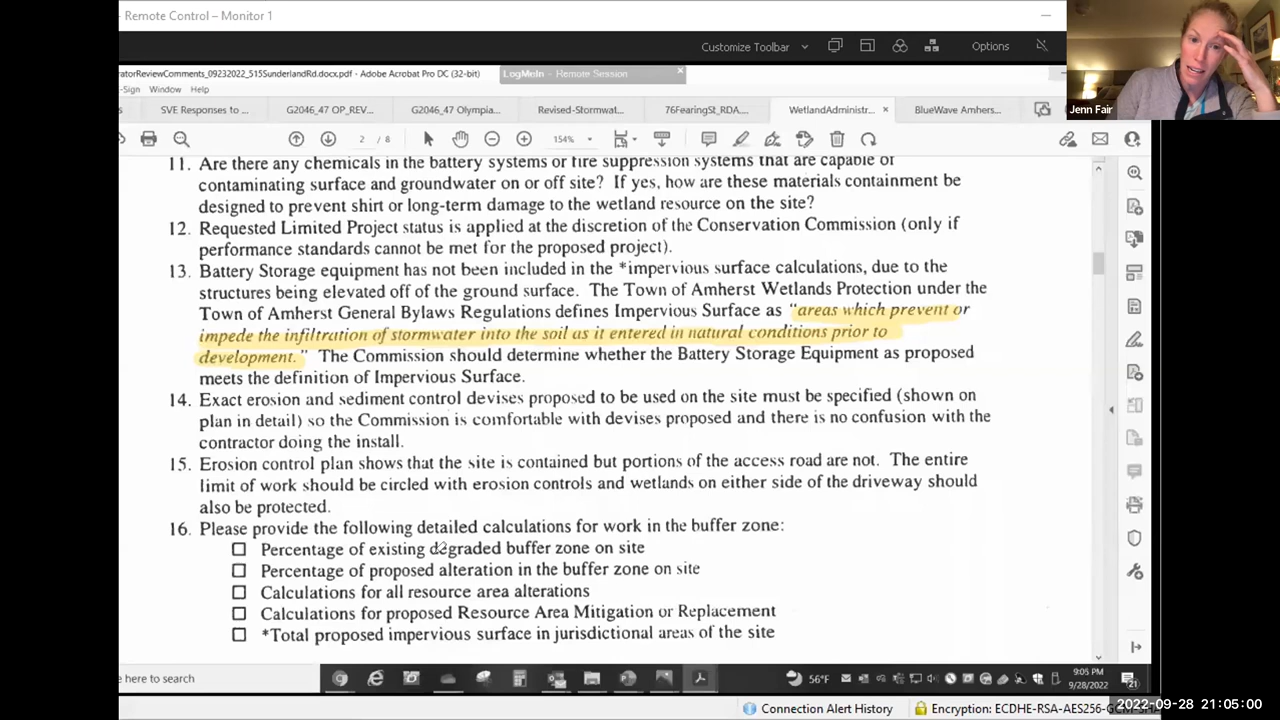 Remote Control – Monitor 1
Customize Toolbar
Options
Jenn Fair
ratorReviewComments_09232022_515SunderlandRd.docx.pdf - Adobe Acrobat Pro DC (32-bit)
LogMeIn - Remote Session
-Sign Window Help
SVE Responses to ...
G2046_47 OP_REV...
G2046_47 Olympia...
Revised-Stormwat...
76FearingSt_RDA....
WetlandAdministr...
BlueWave Amhers...
2 / 8
154%
11. Are there any chemicals in the battery systems or fire suppression systems that are capable of
contaminating surface and groundwater on or off site? If yes, how are these materials containment be
designed to prevent shirt or long-term damage to the wetland resource on the site?
12. Requested Limited Project status is applied at the discretion of the Conservation Commission (only if
performance standards cannot be met for the proposed project).
13. Battery Storage equipment has not been included in the *impervious surface calculations, due to the
structures being elevated off of the ground surface. The Town of Amherst Wetlands Protection under the
Town of Amherst General Bylaws Regulations defines Impervious Surface as “areas which prevent or
impede the infiltration of stormwater into the soil as it entered in natural conditions prior to
development.” The Commission should determine whether the Battery Storage Equipment as proposed
meets the definition of Impervious Surface.
14. Exact erosion and sediment control devises proposed to be used on the site must be specified (shown on
plan in detail) so the Commission is comfortable with devises proposed and there is no confusion with the
contractor doing the install.
15. Erosion control plan shows that the site is contained but portions of the access road are not. The entire
limit of work should be circled with erosion controls and wetlands on either side of the driveway should
also be protected.
16. Please provide the following detailed calculations for work in the buffer zone:
Percentage of existing degraded buffer zone on site
Percentage of proposed alteration in the buffer zone on site
Calculations for all resource area alterations
Calculations for proposed Resource Area Mitigation or Replacement
*Total proposed impervious surface in jurisdictional areas of the site
here to search
56°F
9:05 PM
9/28/2022
21
Connection Alert History
Encryption: ECDHE-RSA-AES256-GCM-SHA
2022-09-28 21:05:00